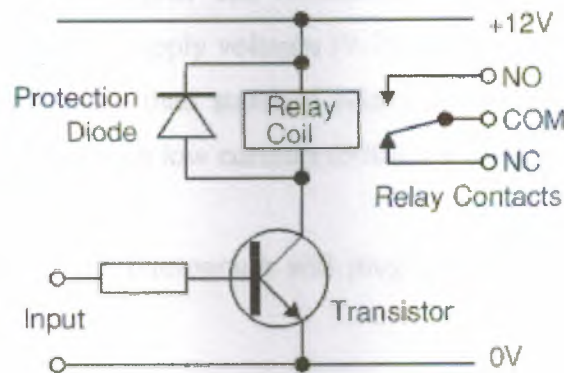 +12V
NO
Protection
Diode
Relay
Coil
COM
NC
Relay Contacts
Transistor
Input
0V